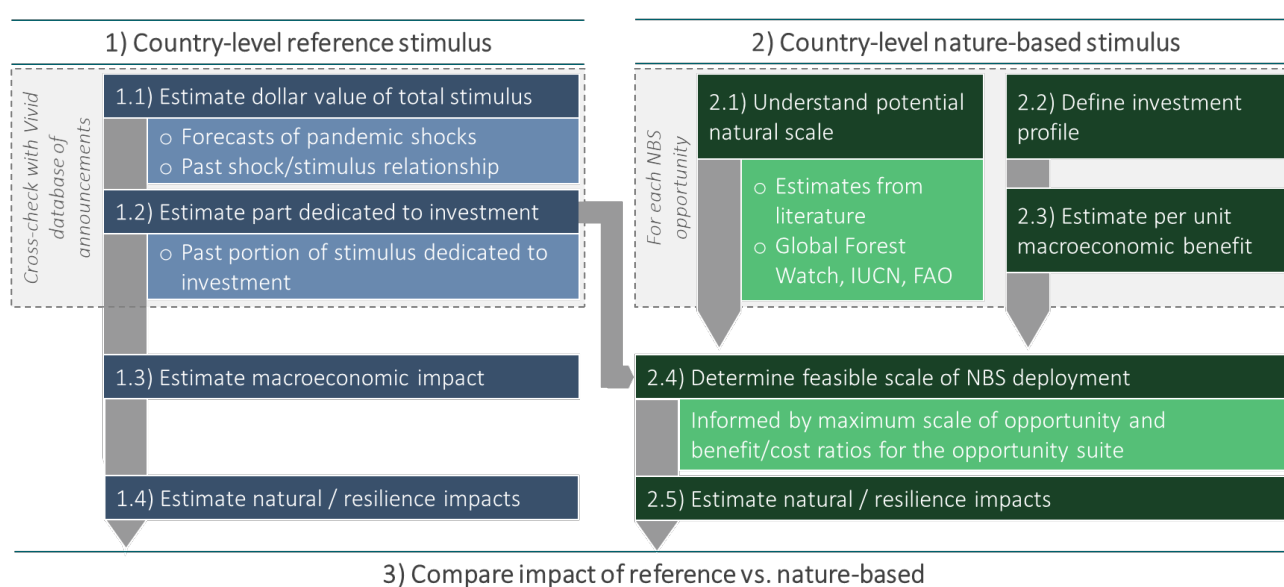 1) Country-level reference stimulus
Cross-check with Vivid
database of
announcements
1.1) Estimate dollar value of total stimulus
o Forecasts of pandemic shocks
o Past shock/stimulus relationship
1.2) Estimate part dedicated to investment
o Past portion of stimulus dedicated to
investment
1.3) Estimate macroeconomic impact
1.4) Estimate natural / resilience impacts
2) Country-level nature-based stimulus
For each NBS
opportunity
2.1) Understand potential
natural scale
o Estimates from
literature
o Global Forest
Watch, IUCN, FAO
2.2) Define investment
profile
2.3) Estimate per unit
macroeconomic benefit
2.4) Determine feasible scale of NBS deployment
Informed by maximum scale of opportunity and
benefit/cost ratios for the opportunity suite
2.5) Estimate natural / resilience impacts
3) Compare impact of reference vs. nature-based